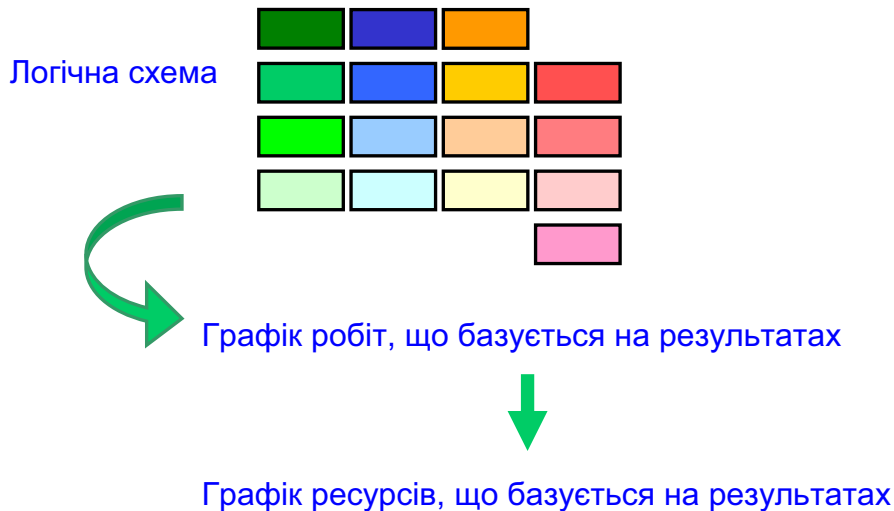 Логічна схема
Графік робіт, що базується на результатах
Графік ресурсів, що базується на результатах